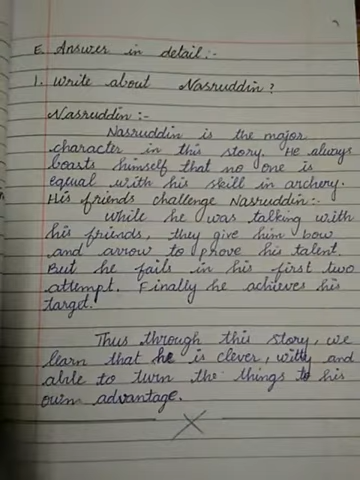 E. Answer in detail:-
1. Write about Nasruddin?
Nasruddin :-
Nasruddin is the major
character in this story. He always
boasts himself that no one is
equal with his skill in archery.
His friends challenge Nasruddin:-
While he was talking with
his friends, they give him bow
and arrow to prove his talent.
But he fails in his first two
attempt. Finally he achieves his
target.
Thus through this story, we
learn that he is clever, witty and
able to turn the things to his
own advantage.